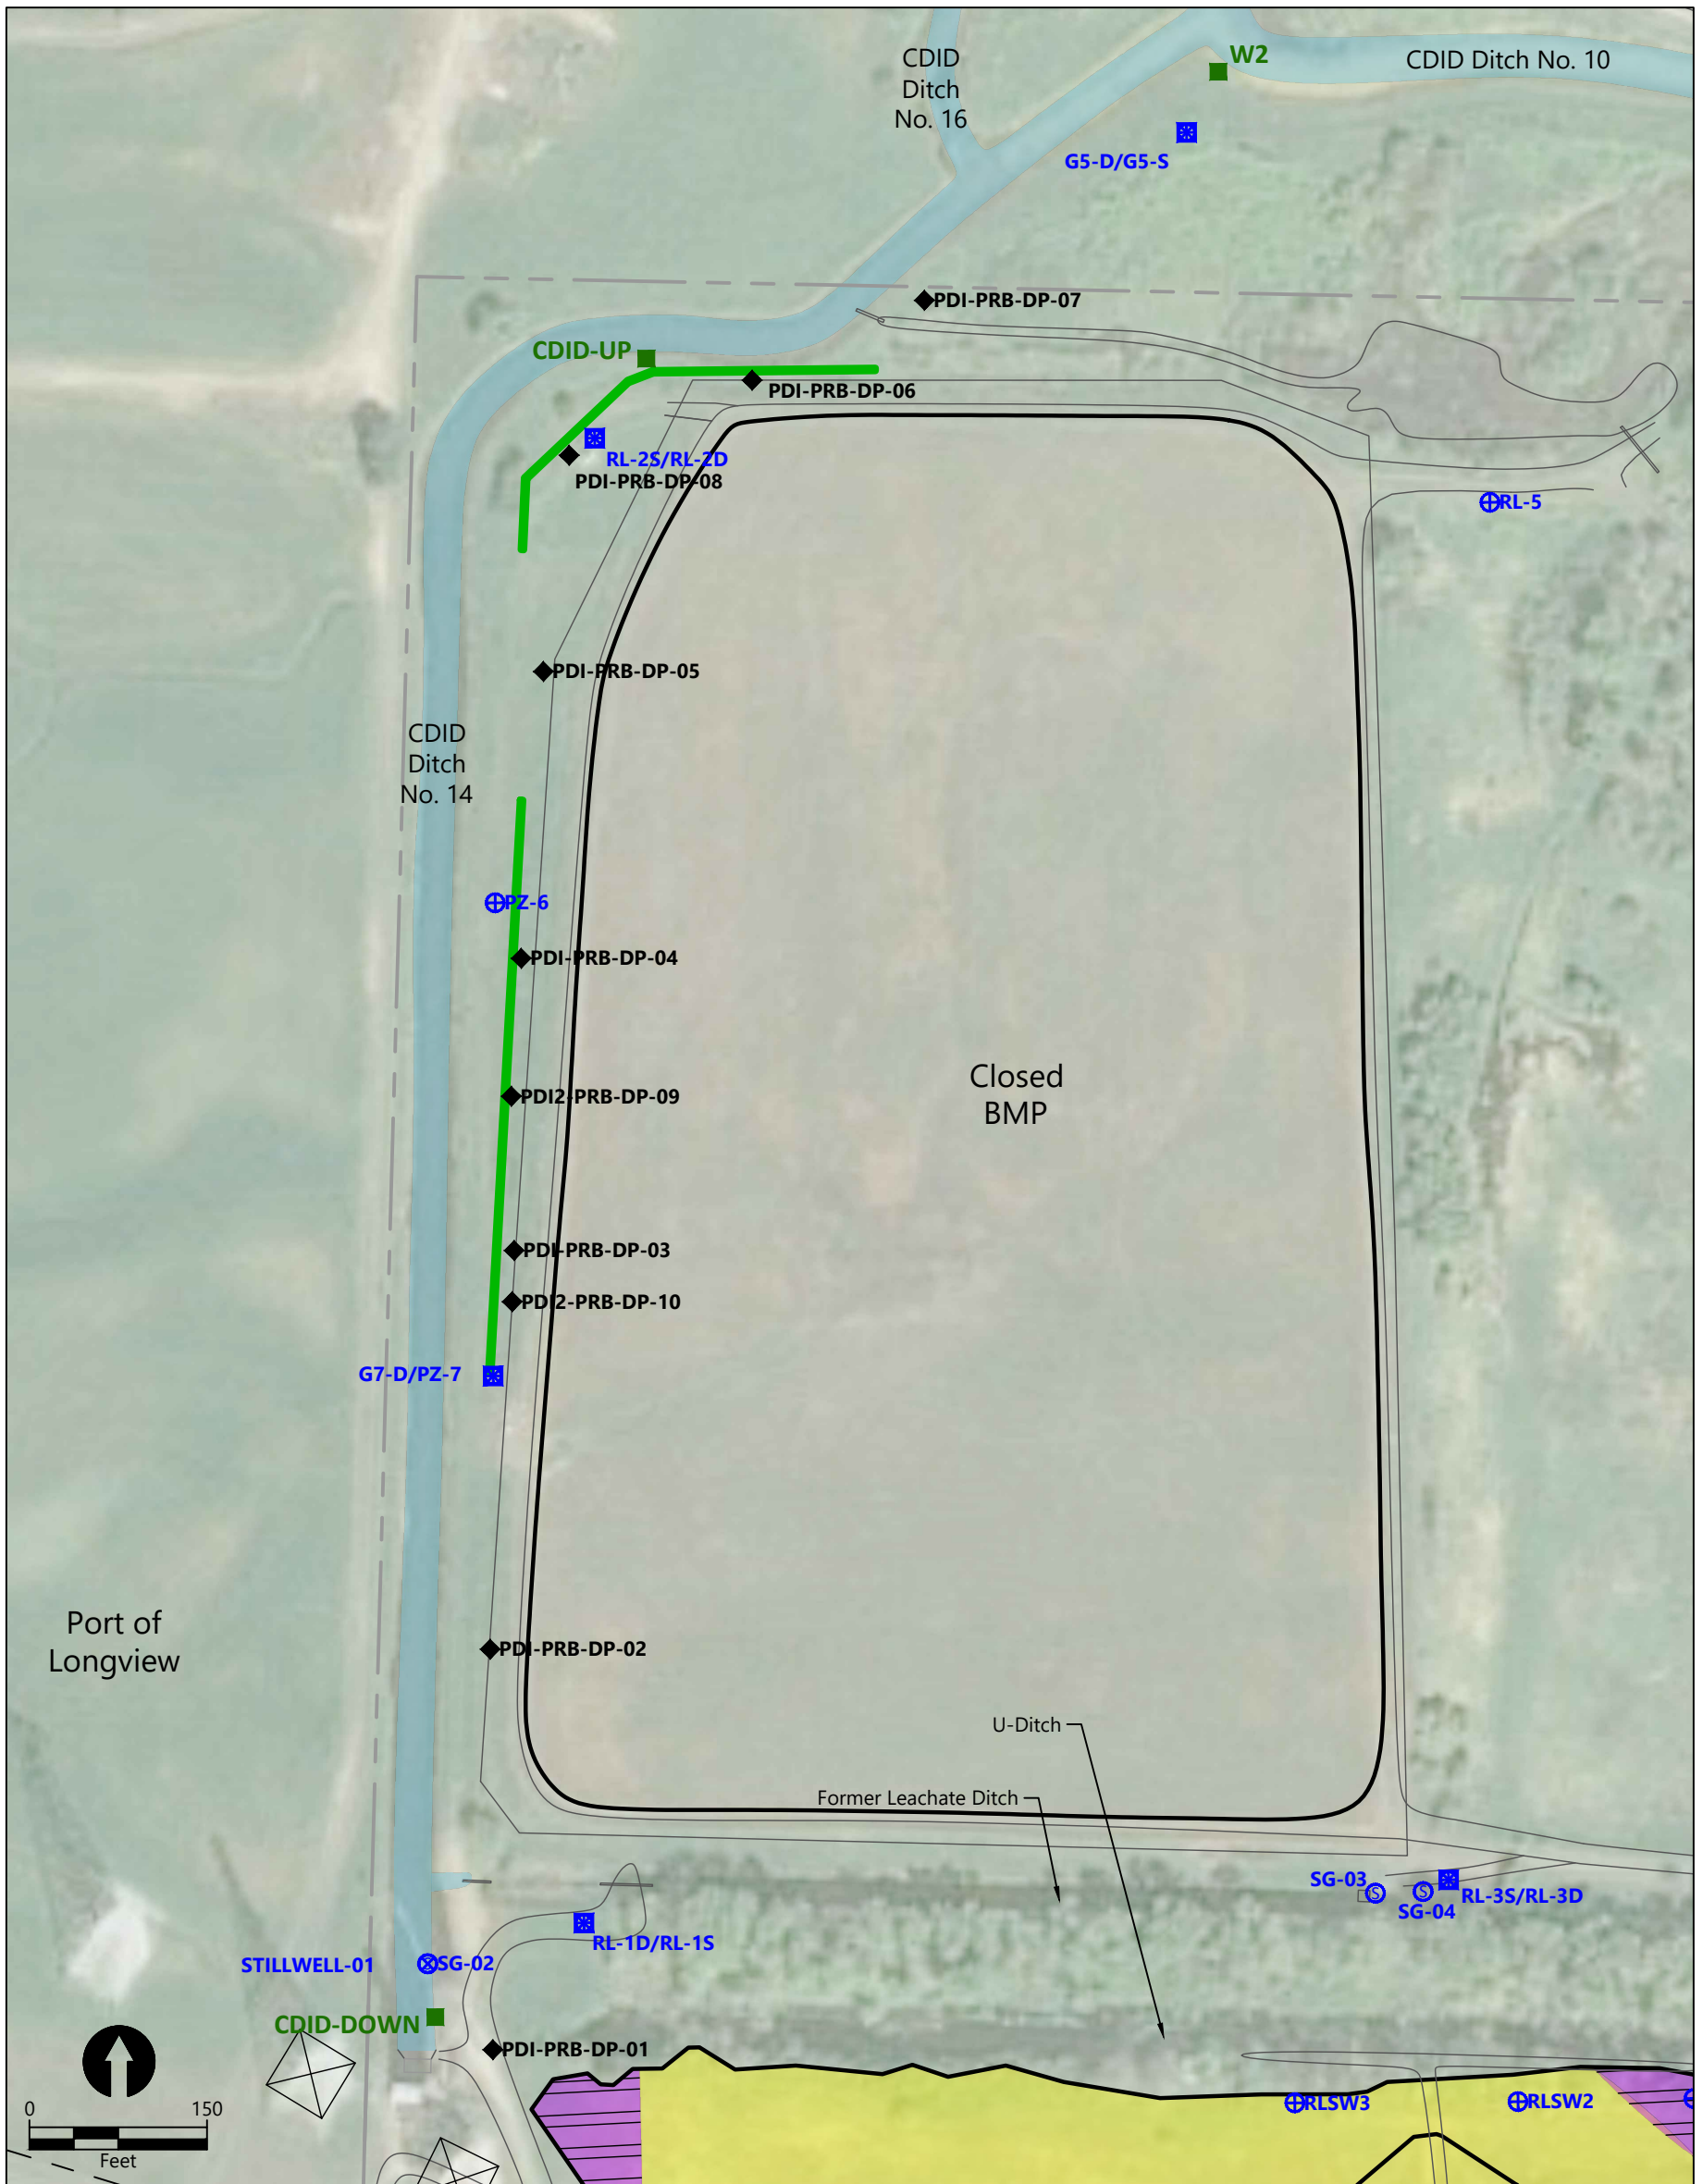 CDID
Ditch
No. 16
W2
CDID Ditch No. 10
G5-D/G5-S
PDI-PRB-DP-07
CDID-UP
PDI-PRB-DP-06
RL-2S/RL-2D
PDI-PRB-DP-08
RL-5
PDI-PRB-DP-05
CDID
Ditch
No. 14
PZ-6
PDI-PRB-DP-04
Closed
BMP
PDI2-PRB-DP-09
PDI-PRB-DP-03
PDI2-PRB-DP-10
G7-D/PZ-7
Port of
Longview
PDI-PRB-DP-02
U-Ditch
Former Leachate Ditch
SG-03
S
S
SG-04
RL-3S/RL-3D
RL-1D/RL-1S
STILLWELL-01
SG-02
CDID-DOWN
PDI-PRB-DP-01
RLSW3
RLSW2
0
150
Feet